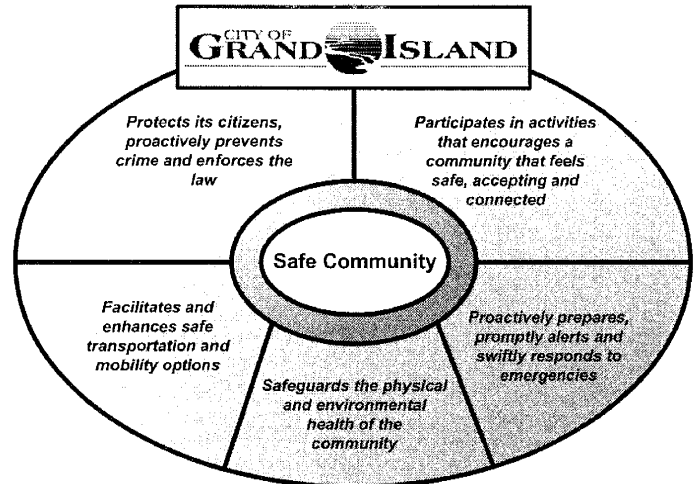 CITY OF
GRAND ISLAND
Protects its citizens,
proactively prevents
crime and enforces the
law
Participates in activities
that encourages a
community that feels
safe, accepting and
connected
Safe Community
Facilitates and
enhances safe
transportation and
mobility options
Safeguards the physical
and environmental
health of the
community
Proactively prepares,
promptly alerts and
swiftly responds to
emergencies